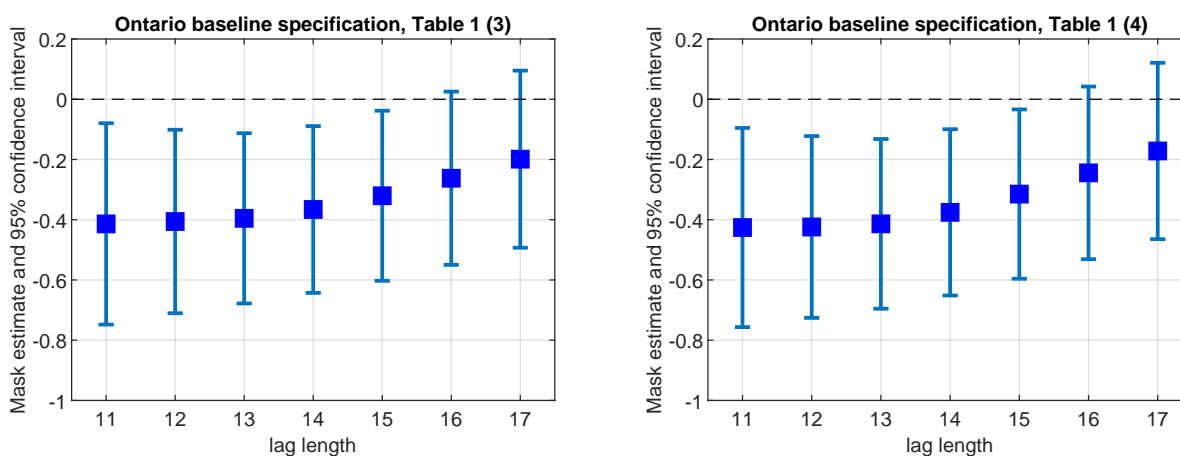 Ontario baseline specification, Table 1 (3)
Mask estimate and 95% confidence interval
0.2
0
-0.2
-0.4
-0.6
-0.8
-1
11 12 13 14 15 16 17
lag length
Ontario baseline specification, Table 1 (4)
Mask estimate and 95% confidence interval
0.2
0
-0.2
-0.4
-0.6
-0.8
-1
11 12 13 14 15 16 17
lag length